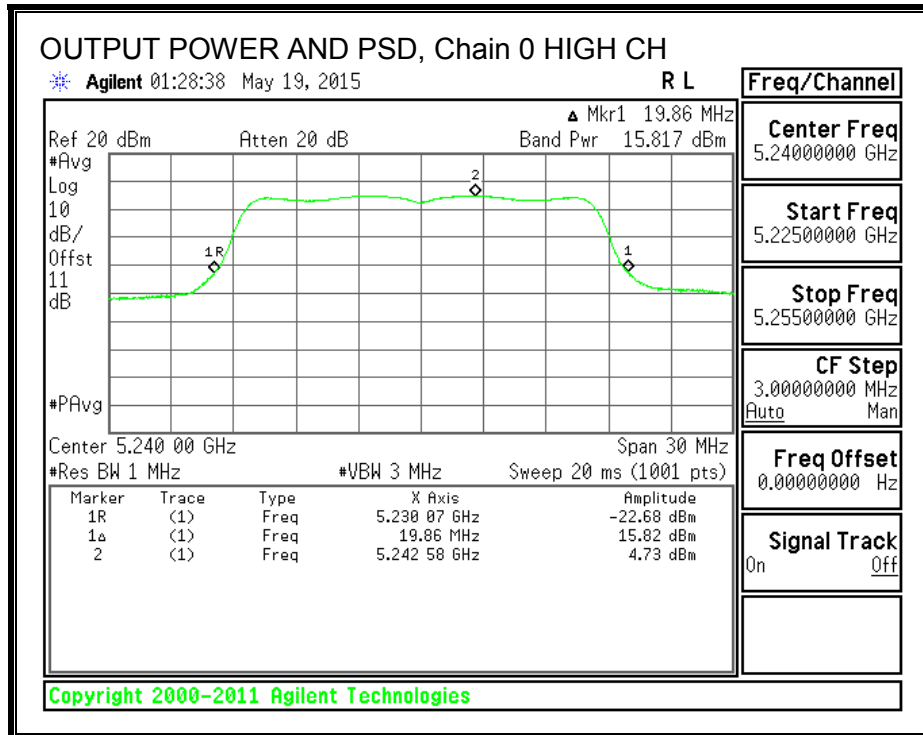 OUTPUT POWER AND PSD, Chain 0 HIGH CH
Agilent 01:28:38 May 19, 2015 R L
Freq/Channel
Δ Mkr1 19.86 MHz
Ref 20 dBm Atten 20 dB Band Pwr 15.817 dBm
#Avg
Log
10
dB/
Offst
11
dB
#PAvg
1R
2
1
Center 5.240 00 GHz Span 30 MHz
#Res BW 1 MHz #VBW 3 MHz Sweep 20 ms (1001 pts)
Marker Trace Type X Axis Amplitude
1R (1) Freq 5.230 07 GHz -22.68 dBm
1Δ (1) Freq 19.86 MHz 15.82 dBm
2 (1) Freq 5.242 58 GHz 4.73 dBm
Center Freq
5.24000000 GHz
Start Freq
5.22500000 GHz
Stop Freq
5.25500000 GHz
CF Step
3.00000000 MHz
Auto Man
Freq Offset
0.00000000 Hz
Signal Track
On Off
Copyright 2000-2011 Agilent Technologies